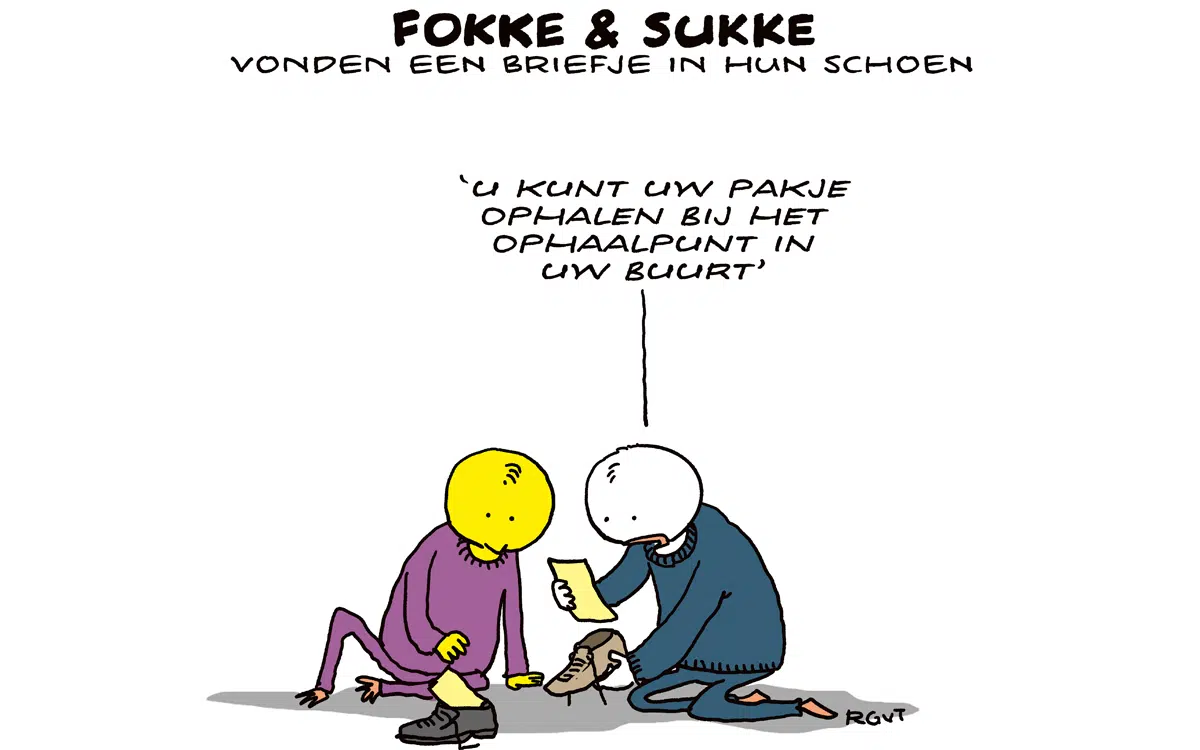 FOKKE & SUKKE
VONDEN EEN BRIEFJE IN HUN SCHOEN
‘U KUNT UW PAKJE
OPHALEN BIJ HET
OPHAALPUNT IN
UW BUURT’
RGvT